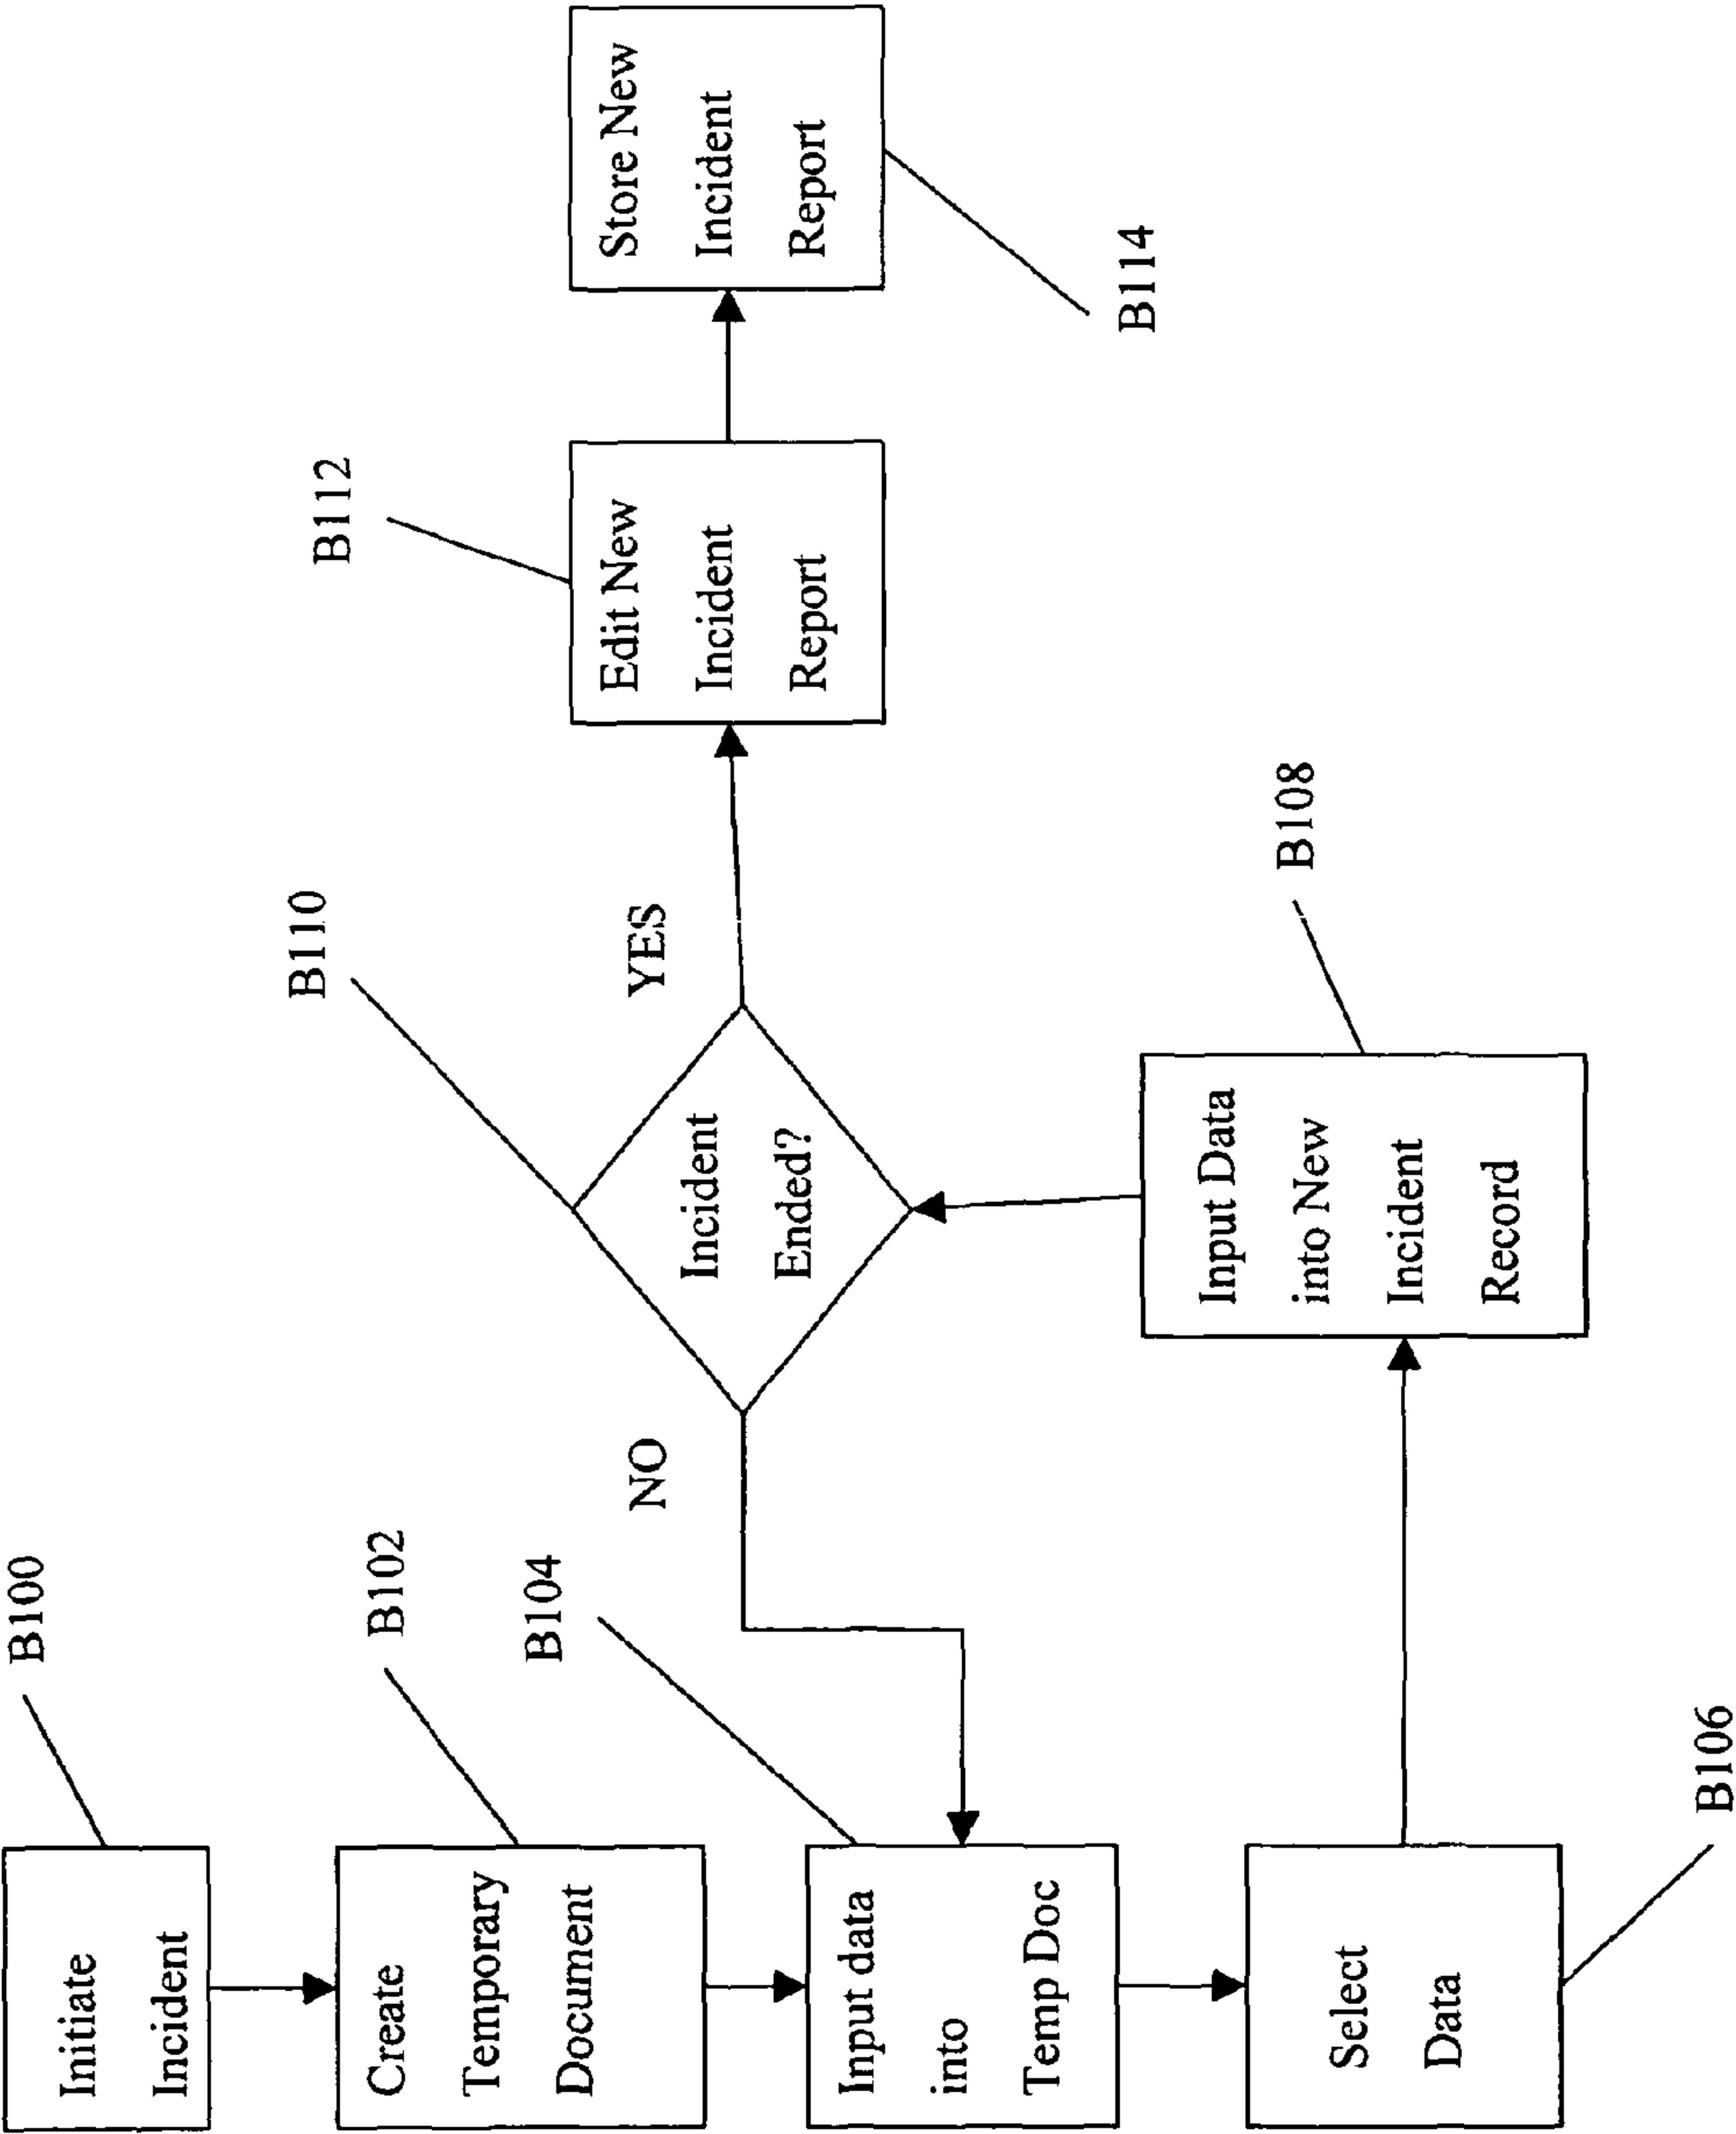 B100
Initiate
Incident
B102
Create
Temporary
Document
B104
Input data
into
Temp Doc
B106
Select
Data
B108
Input Data
into New
Incident
Record
B110
Incident
Ended?
NO
YES
B112
Edit New
Incident
Report
B114
Store New
Incident
Report